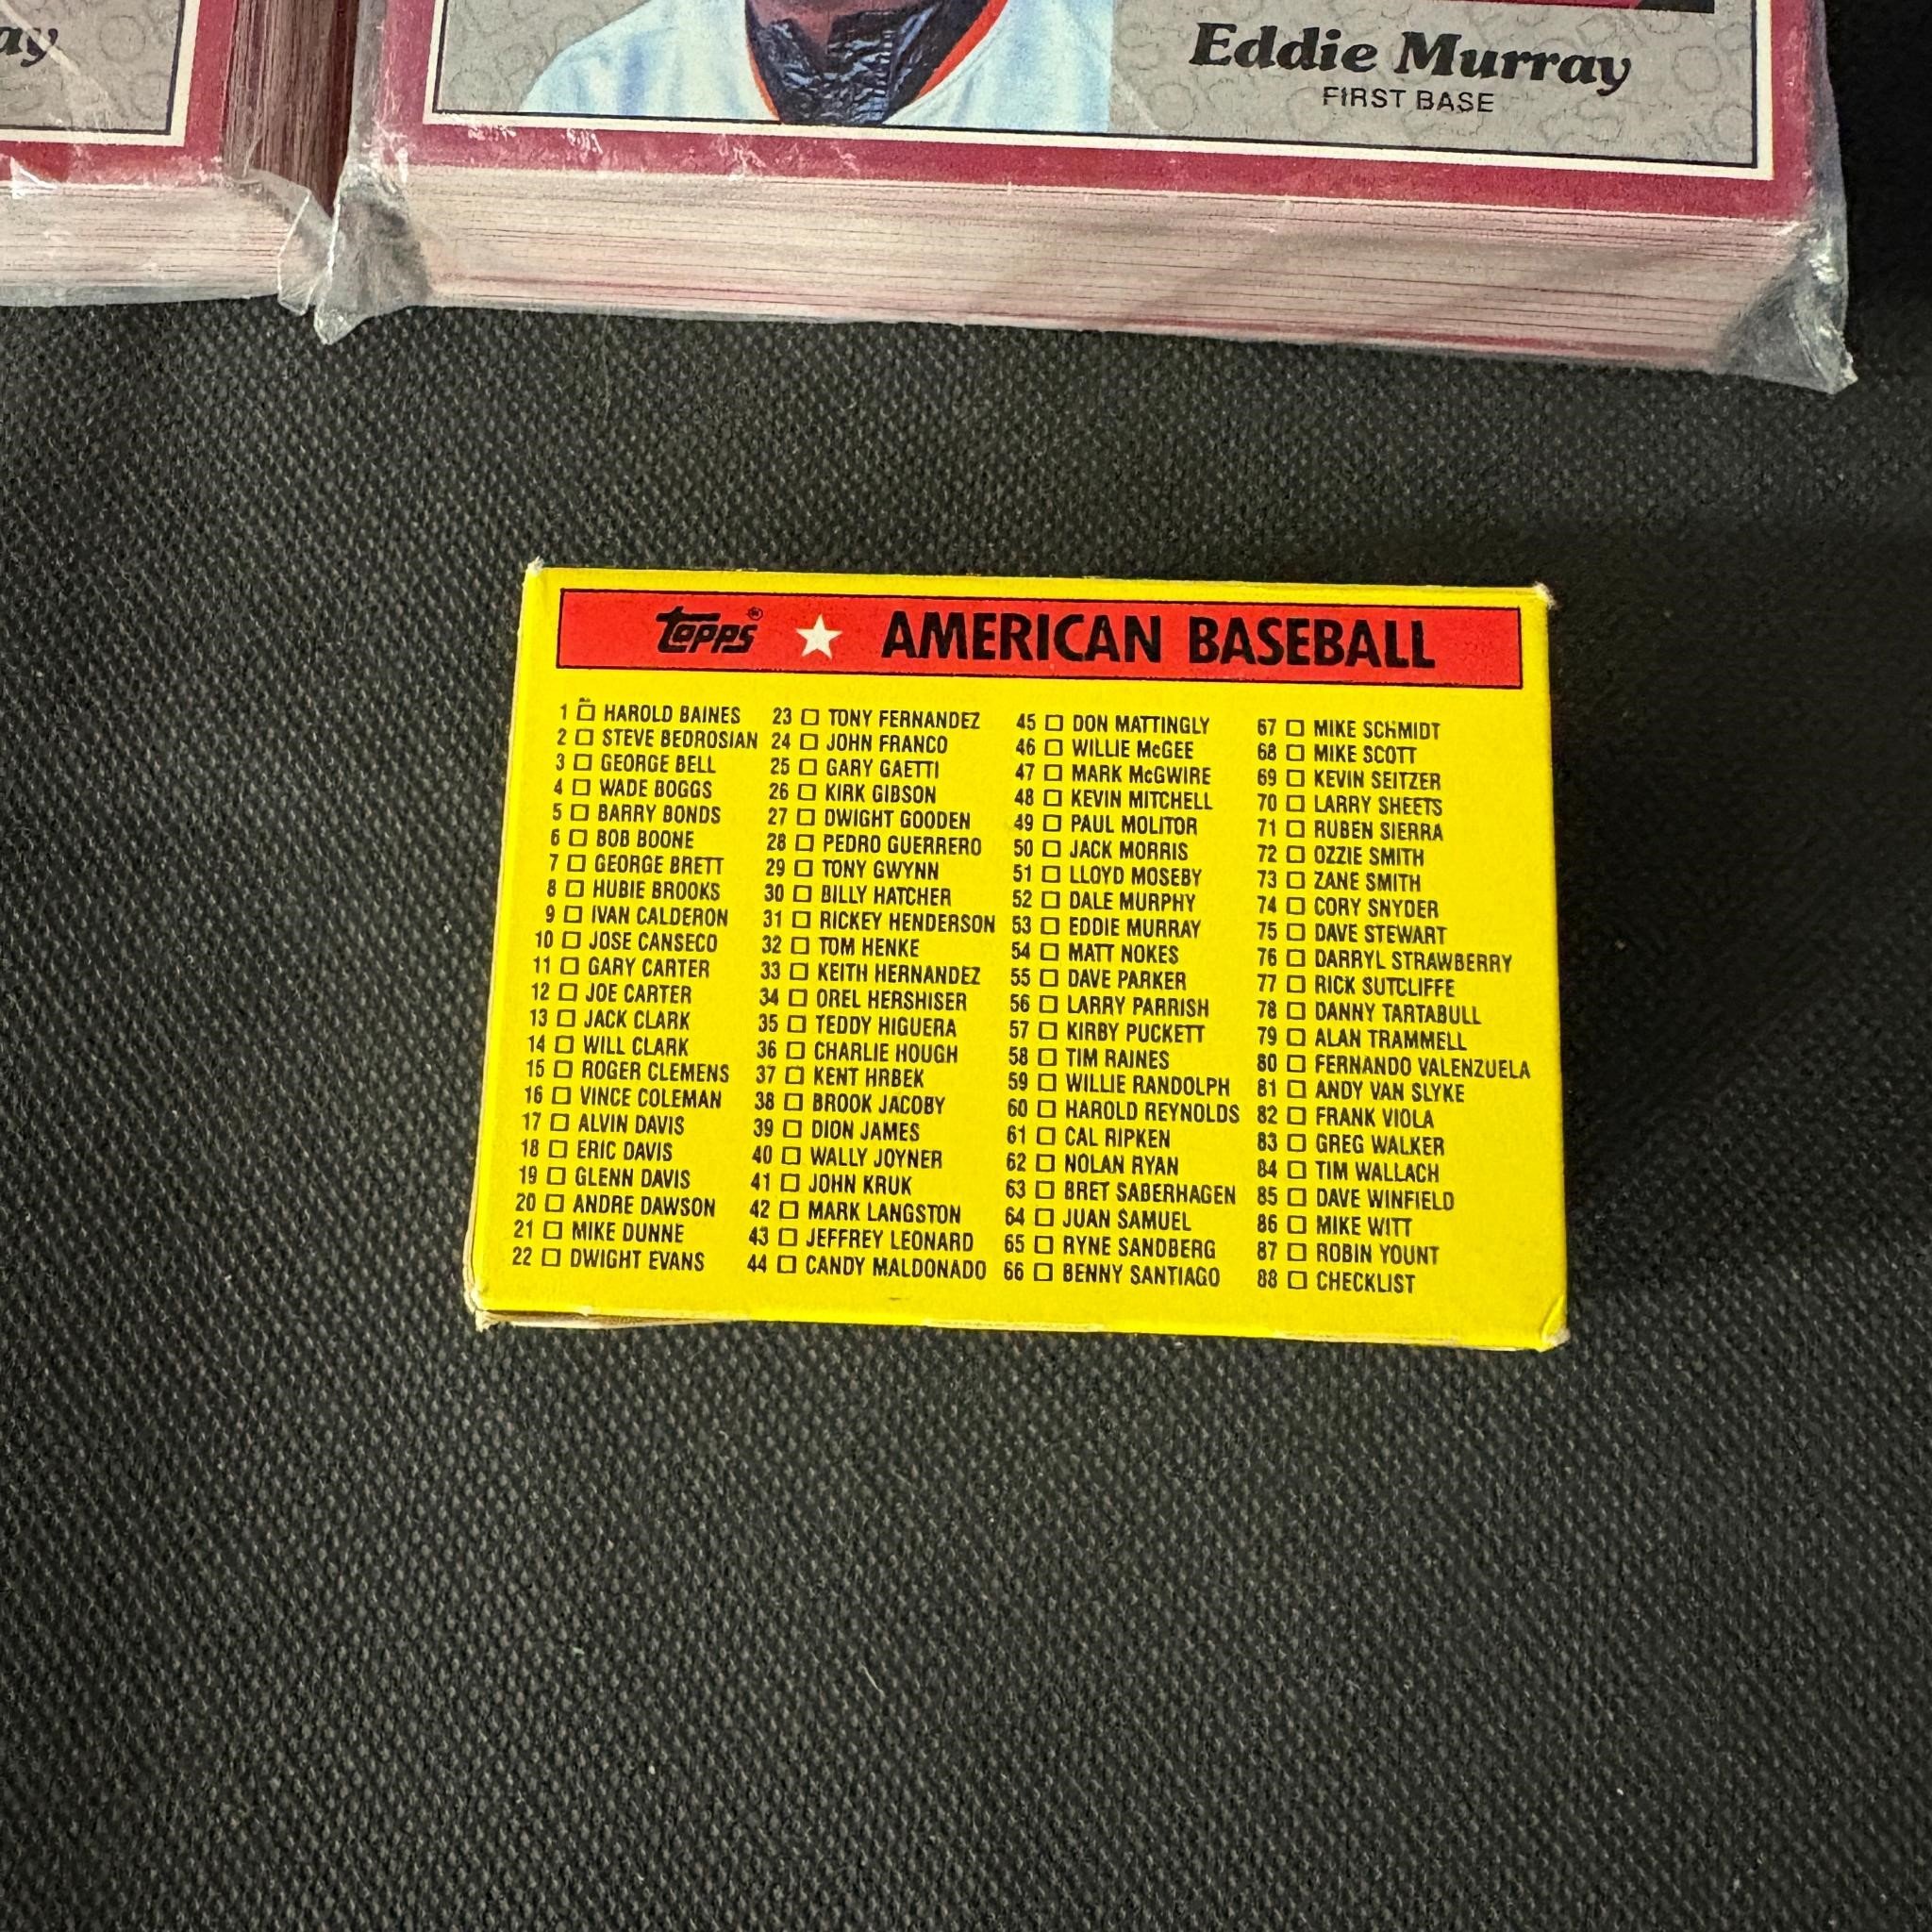 ay
Eddie Murray
FIRST BASE
topps® ★ AMERICAN BASEBALL
1 □ HAROLD BAINES
2 □ STEVE BEDROSIAN
3 □ GEORGE BELL
4 □ WADE BOGGS
5 □ BARRY BONDS
6 □ BOB BOONE
7 □ GEORGE BRETT
8 □ HUBIE BROOKS
9 □ IVAN CALDERON
10 □ JOSE CANSECO
11 □ GARY CARTER
12 □ JOE CARTER
13 □ JACK CLARK
14 □ WILL CLARK
15 □ ROGER CLEMENS
16 □ VINCE COLEMAN
17 □ ALVIN DAVIS
18 □ ERIC DAVIS
19 □ GLENN DAVIS
20 □ ANDRE DAWSON
21 □ MIKE DUNNE
22 □ DWIGHT EVANS
23 □ TONY FERNANDEZ
24 □ JOHN FRANCO
25 □ GARY GAETTI
26 □ KIRK GIBSON
27 □ DWIGHT GOODEN
28 □ PEDRO GUERRERO
29 □ TONY GWYNN
30 □ BILLY HATCHER
31 □ RICKEY HENDERSON
32 □ TOM HENKE
33 □ KEITH HERNANDEZ
34 □ OREL HERSHISER
35 □ TEDDY HIGUERA
36 □ CHARLIE HOUGH
37 □ KENT HRBEK
38 □ BROOK JACOBY
39 □ DION JAMES
40 □ WALLY JOYNER
41 □ JOHN KRUK
42 □ MARK LANGSTON
43 □ JEFFREY LEONARD
44 □ CANDY MALDONADO
45 □ DON MATTINGLY
46 □ WILLIE McGEE
47 □ MARK McGWIRE
48 □ KEVIN MITCHELL
49 □ PAUL MOLITOR
50 □ JACK MORRIS
51 □ LLOYD MOSEBY
52 □ DALE MURPHY
53 □ EDDIE MURRAY
54 □ MATT NOKES
55 □ DAVE PARKER
56 □ LARRY PARRISH
57 □ KIRBY PUCKETT
58 □ TIM RAINES
59 □ WILLIE RANDOLPH
60 □ HAROLD REYNOLDS
61 □ CAL RIPKEN
62 □ NOLAN RYAN
63 □ BRET SABERHAGEN
64 □ JUAN SAMUEL
65 □ RYNE SANDBERG
66 □ BENNY SANTIAGO
67 □ MIKE SCHMIDT
68 □ MIKE SCOTT
69 □ KEVIN SEITZER
70 □ LARRY SHEETS
71 □ RUBEN SIERRA
72 □ OZZIE SMITH
73 □ ZANE SMITH
74 □ CORY SNYDER
75 □ DAVE STEWART
76 □ DARRYL STRAWBERRY
77 □ RICK SUTCLIFFE
78 □ DANNY TARTABULL
79 □ ALAN TRAMMELL
80 □ FERNANDO VALENZUELA
81 □ ANDY VAN SLYKE
82 □ FRANK VIOLA
83 □ GREG WALKER
84 □ TIM WALLACH
85 □ DAVE WINFIELD
86 □ MIKE WITT
87 □ ROBIN YOUNT
88 □ CHECKLIST